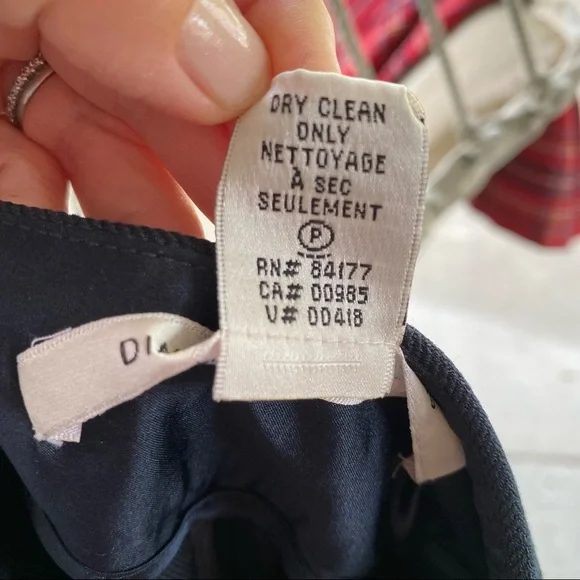 DRY CLEAN
ONLY
NETTOYAGE
À SEC
SEULEMENT
P
RN# 84177
CA# 00985
V# 00418